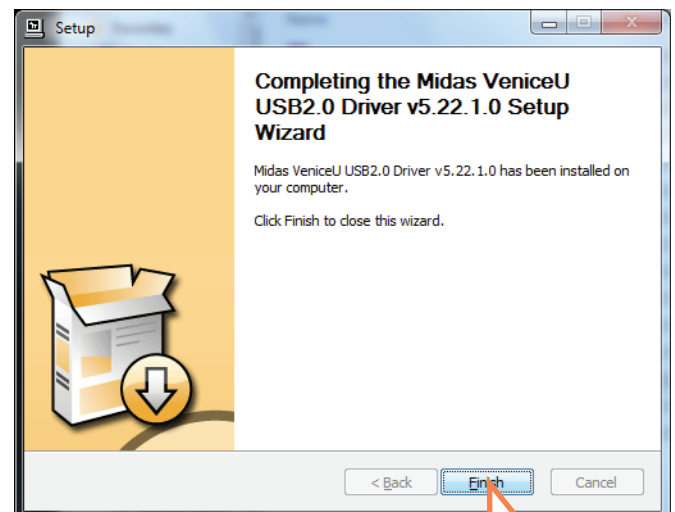 Setup
Completing the Midas VeniceU
USB2.0 Driver v5.22.1.0 Setup
Wizard
Midas VeniceU USB2.0 Driver v5.22.1.0 has been installed on
your computer.
Click Finish to close this wizard.
< Back Finish Cancel